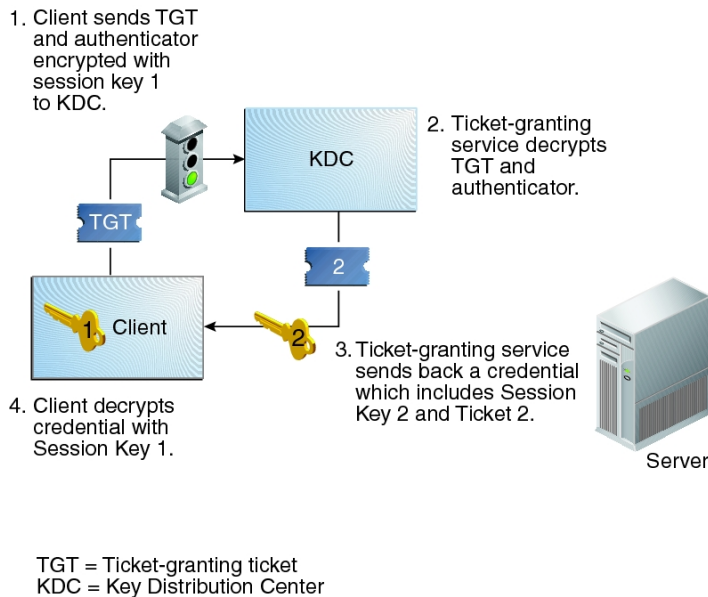 1. Client sends TGT
and authenticator
encrypted with
session key 1
to KDC.
KDC
2. Ticket-granting
service decrypts
TGT and
authenticator.
TGT
2
1 Client
2
3. Ticket-granting service
sends back a credential
which includes Session
Key 2 and Ticket 2.
4. Client decrypts
credential with
Session Key 1.
Server
TGT = Ticket-granting ticket
KDC = Key Distribution Center